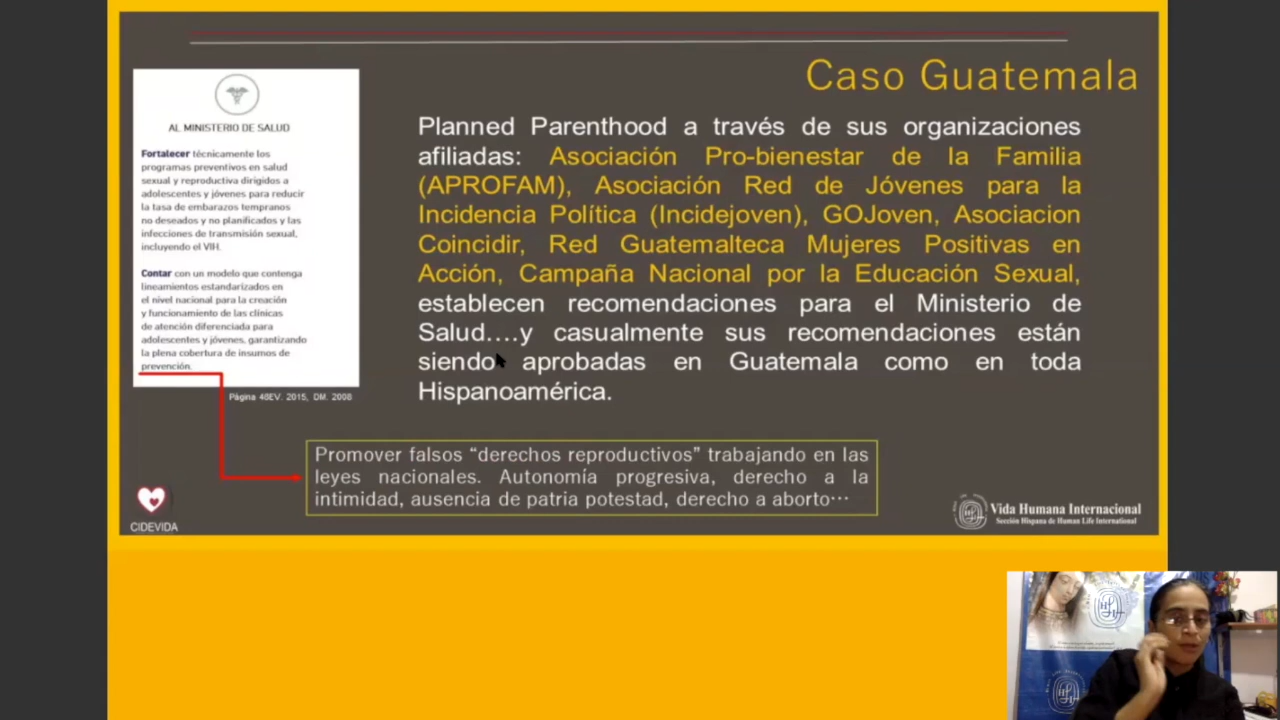 Caso Guatemala
AL MINISTERIO DE SALUD
Fortalecer técnicamente los
programas preventivos en salud
sexual y reproductiva dirigidos a
adolescentes y jóvenes para reducir
la tasa de embarazos tempranos
no deseados y no planificados y las
infecciones de transmisión sexual,
incluyendo el VIH.
Contar con un modelo que contenga
lineamientos estandarizados en
el nivel nacional para la creación
y funcionamiento de las clínicas
de atención diferenciada para
adolescentes y jóvenes, garantizando
la plena cobertura de insumos de
prevención.
Página 46EV. 2015, DM. 2008
Planned Parenthood a través de sus organizaciones
afiliadas: Asociación Pro-bienestar de la Familia
(APROFAM), Asociación Red de Jóvenes para la
Incidencia Política (Incidejoven), GOJoven, Asociacion
Coincidir, Red Guatemalteca Mujeres Positivas en
Acción, Campaña Nacional por la Educación Sexual,
establecen recomendaciones para el Ministerio de
Salud....y casualmente sus recomendaciones están
siendo aprobadas en Guatemala como en toda
Hispanoamérica.
Promover falsos “derechos reproductivos” trabajando en las
leyes nacionales. Autonomía progresiva, derecho a la
intimidad, ausencia de patria potestad, derecho a aborto…
CIDEVIDA
Vida Humana Internacional
Sección Hispana de Human Life International